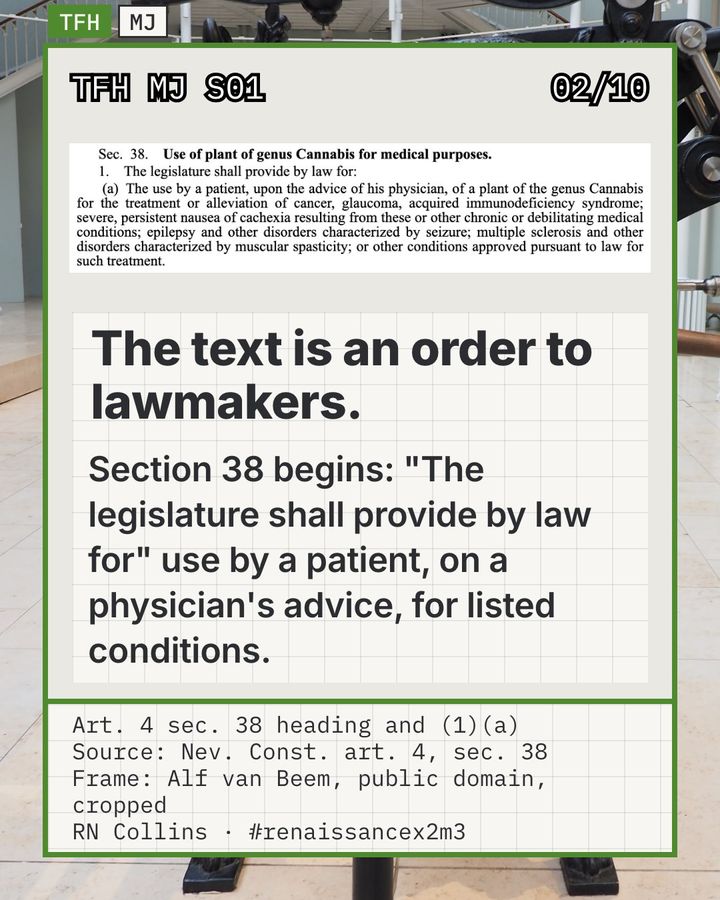 TFH MJ
TFH MJ S01 02/10
Sec. 38. Use of plant of genus Cannabis for medical purposes.
1. The legislature shall provide by law for:
(a) The use by a patient, upon the advice of his physician, of a plant of the genus Cannabis
for the treatment or alleviation of cancer, glaucoma, acquired immunodeficiency syndrome;
severe, persistent nausea of cachexia resulting from these or other chronic or debilitating medical
conditions; epilepsy and other disorders characterized by seizure; multiple sclerosis and other
disorders characterized by muscular spasticity; or other conditions approved pursuant to law for
such treatment.
The text is an order to
lawmakers.
Section 38 begins: "The
legislature shall provide by law
for" use by a patient, on a
physician's advice, for listed
conditions.
Art. 4 sec. 38 heading and (1)(a)
Source: Nev. Const. art. 4, sec. 38
Frame: Alf van Beem, public domain,
cropped
RN Collins · #renaissancex2m3